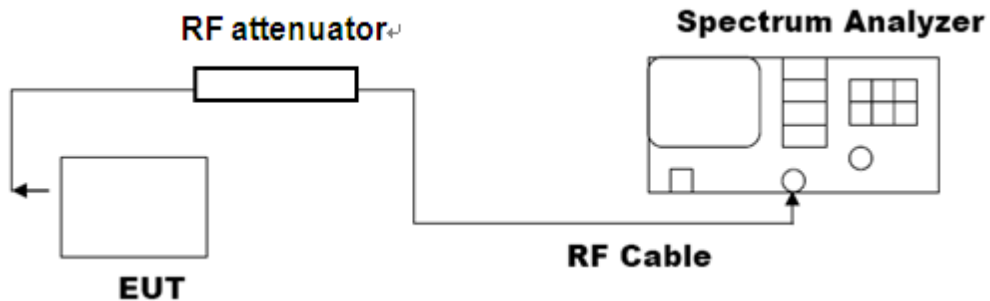 Spectrum Analyzer
RF attenuator↵
RF Cable
EUT